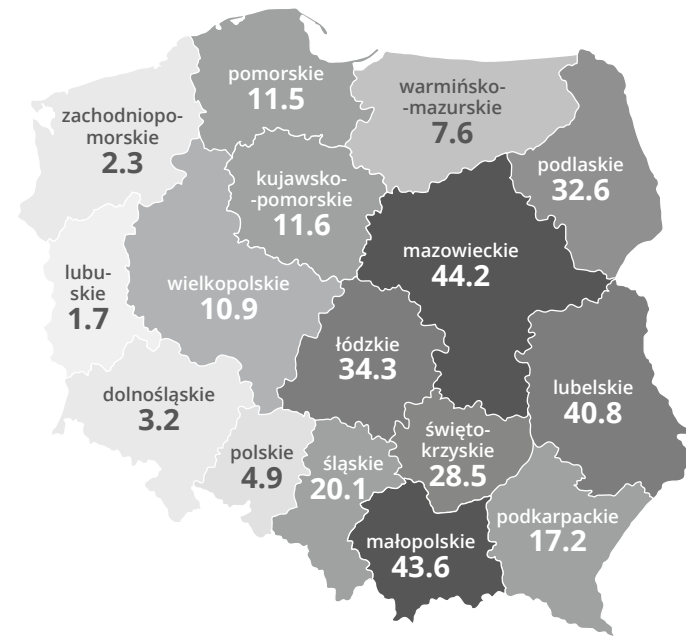 pomorskie
11.5
warmińsko-
-mazurskie
7.6
zachodniopo-
morskie
2.3
podlaskie
32.6
kujawsko-
-pomorskie
11.6
mazowieckie
44.2
lubu-
skie
1.7
wielkopolskie
10.9
łódzkie
34.3
lubelskie
40.8
dolnośląskie
3.2
święto-
krzyskie
28.5
polskie
4.9
śląskie
20.1
podkarpackie
17.2
małopolskie
43.6